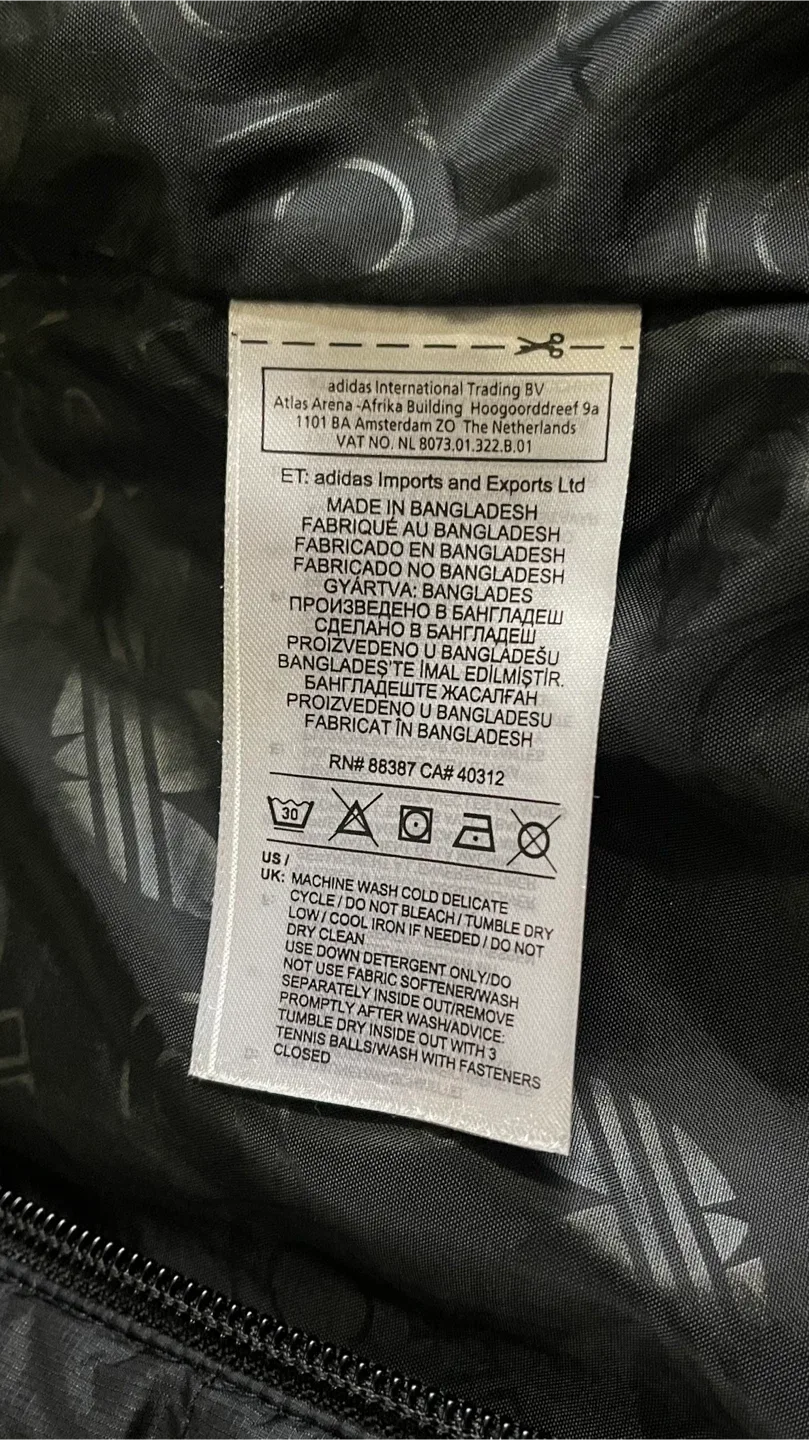 adidas International Trading BV
Atlas Arena -Afrika Building Hoogoorddreef 9a
1101 BA Amsterdam ZO The Netherlands
VAT NO. NL 8073.01.322.B.01
ET: adidas Imports and Exports Ltd
MADE IN BANGLADESH
FABRIQUÉ AU BANGLADESH
FABRICADO EN BANGLADESH
FABRICADO NO BANGLADESH
GYÁRTVA: BANGLADES
ПРОИЗВЕДЕНО В БАНГЛАДЕШ
СДЕЛАНО В БАНГЛАДЕШ
PROIZVEDENO U BANGLADEŠU
BANGLADEŞ'TE İMAL EDİLMİŞTİR.
БАНГЛАДЕШТЕ ЖАСАЛҒАН
PROIZVEDENO U BANGLADESU
FABRICAT ÎN BANGLADESH
RN# 88387 CA# 40312
30
US /
UK: MACHINE WASH COLD DELICATE
CYCLE / DO NOT BLEACH / TUMBLE DRY
LOW / COOL IRON IF NEEDED / DO NOT
DRY CLEAN
USE DOWN DETERGENT ONLY/DO
NOT USE FABRIC SOFTENER/WASH
SEPARATELY INSIDE OUT/REMOVE
PROMPTLY AFTER WASH/ADVICE:
TUMBLE DRY INSIDE OUT WITH 3
TENNIS BALLS/WASH WITH FASTENERS
CLOSED